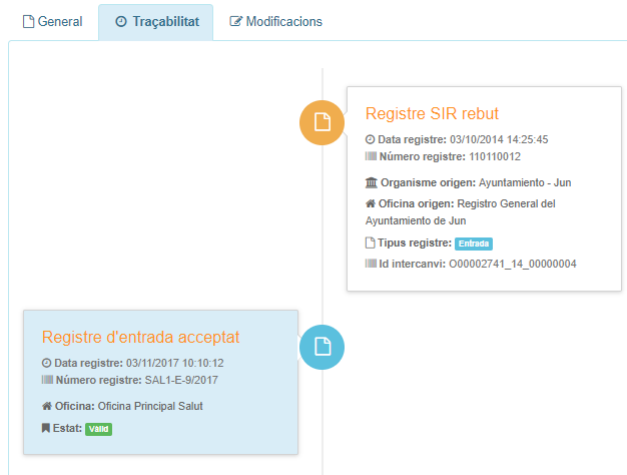 General
Traçabilitat
Modificacions
Registre SIR rebut
Data registre: 03/10/2014 14:25:45
Número registre: 110110012
Organisme origen: Ayuntamiento - Jun
Oficina origen: Registro General del
Ayuntamiento de Jun
Tipus registre: Entrada
Id intercanvi: O00002741_14_00000004
Registre d'entrada acceptat
Data registre: 03/11/2017 10:10:12
Número registre: SAL1-E-9/2017
Oficina: Oficina Principal Salut
Estat: Vàlid